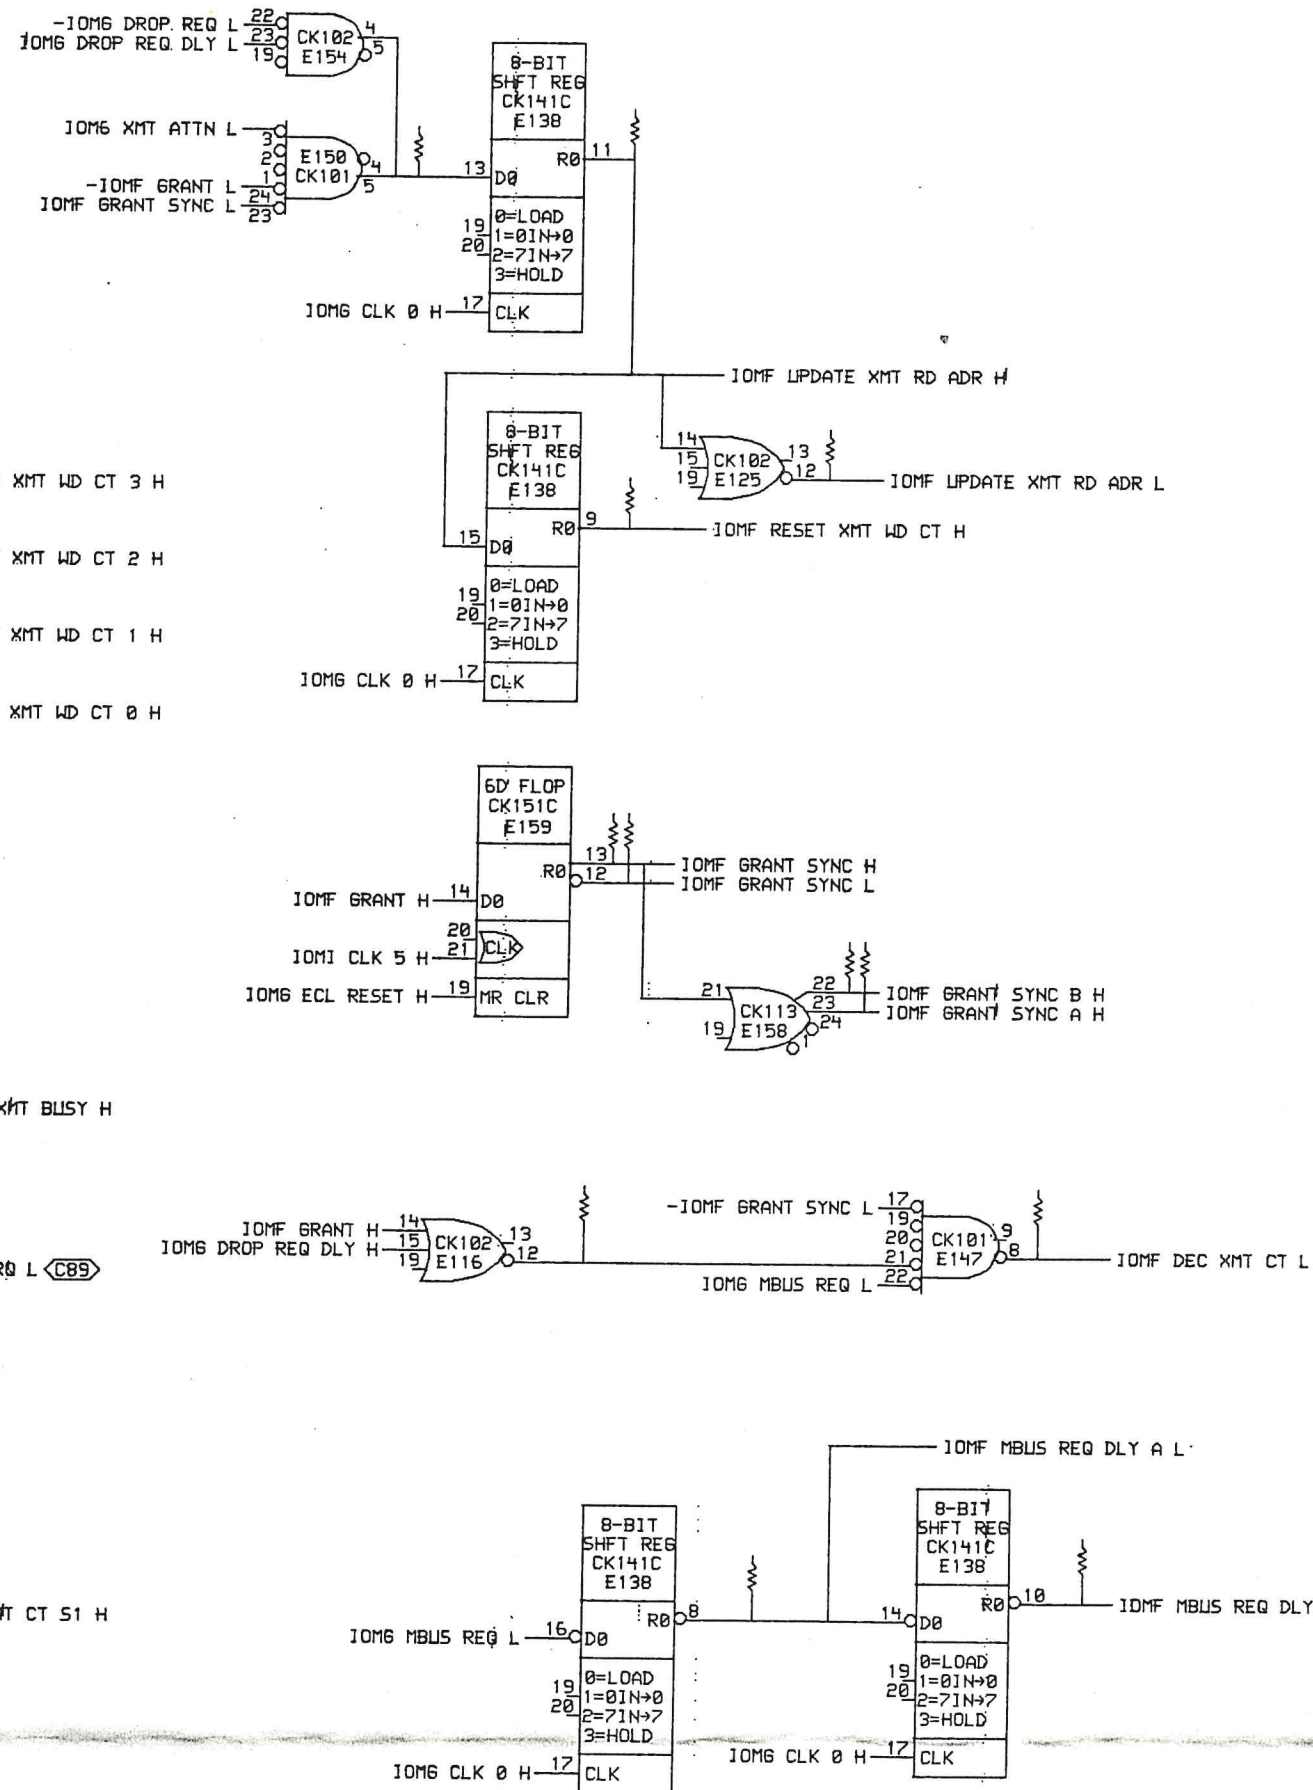 -IOM6 DROP REQ L 22
IOM6 DROP REQ DLY L 23
19
CK102
E154
4
5
IOM6 XMT ATTN L
3
2
1
-IOMF GRANT L
24
IOMF GRANT SYNC L
23
E150
CK101
4
5
8-BIT
SHFT REG
CK141C
E138
13 D0
R0 11
19
20
0=LOAD
1=0IN→0
2=7IN→7
3=HOLD
IOM6 CLK 0 H 17 CLK
IOMF UPDATE XMT RD ADR H
14
15
19
CK102
E125
13
12
IOMF UPDATE XMT RD ADR L
XMT WD CT 3 H
XMT WD CT 2 H
XMT WD CT 1 H
XMT WD CT 0 H
8-BIT
SHFT REG
CK141C
E138
15 D0
R0 9
IOMF RESET XMT WD CT H
19
20
0=LOAD
1=0IN→0
2=7IN→7
3=HOLD
IOM6 CLK 0 H 17 CLK
6D FLOP
CK151C
E159
R0
13
IOMF GRANT SYNC H
12
IOMF GRANT SYNC L
IOMF GRANT H 14 D0
20
IOMI CLK 5 H 21
CLK
IOM6 ECL RESET H 19 MR CLR
21
19
CK113
E158
22
IOMF GRANT SYNC B H
23
IOMF GRANT SYNC A H
24
1
XMT BUSY H
IOMF GRANT H 14
IOM6 DROP REQ DLY H 15
19
CK102
E116
13
12
-IOMF GRANT SYNC L 17
19
20
21
IOM6 MBUS REQ L 22
CK101
E147
9
8
IOMF DEC XMT CT L
RQ L C89
IOMF MBUS REQ DLY A L
8-BIT
SHFT REG
CK141C
E138
IOM6 MBUS REQ L 16 D0
R0 8
19
20
0=LOAD
1=0IN→0
2=7IN→7
3=HOLD
IOM6 CLK 0 H 17 CLK
8-BIT
SHFT REG
CK141C
E138
14 D0
R0 10
IOMF MBUS REQ DLY
19
20
0=LOAD
1=0IN→0
2=7IN→7
3=HOLD
IOM6 CLK 0 H 17 CLK
T CT S1 H